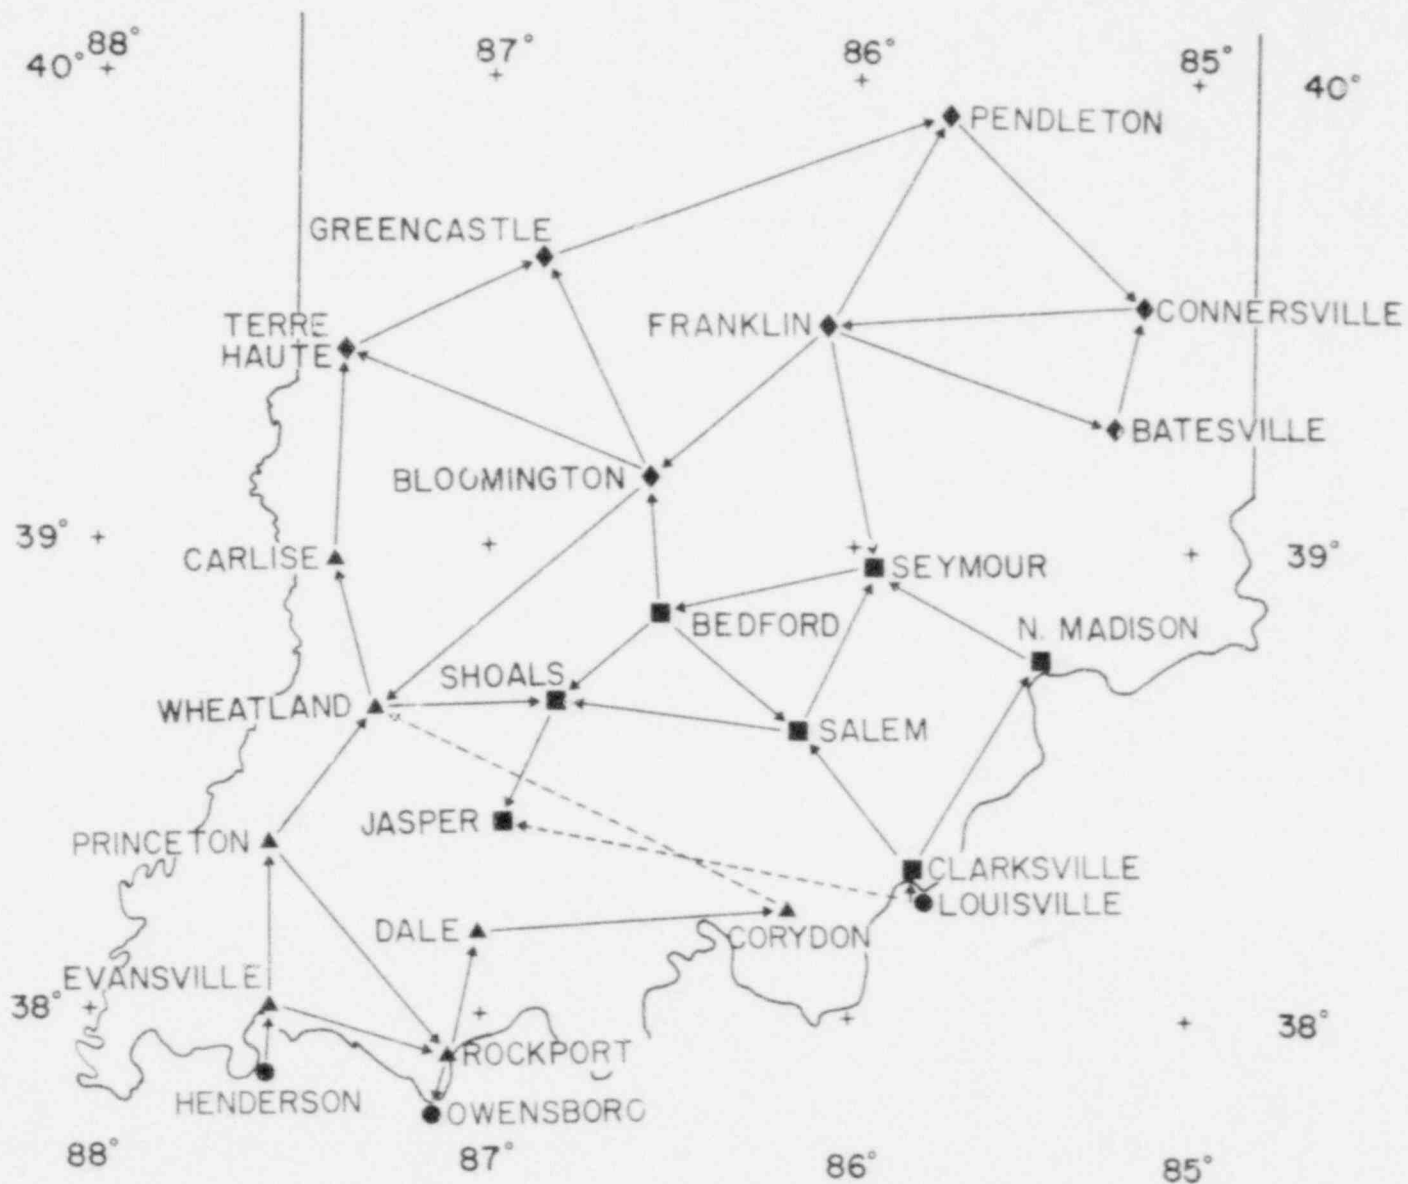 88°
87°
86°
85°
40°
40°
PENDLETON
GREENCASTLE
TERRE
HAUTE
FRANKLIN
CONNERSVILLE
BATESVILLE
BLOOMINGTON
39°
CARLISE
SEYMOUR
39°
BEDFORD
N. MADISON
SHOALS
WHEATLAND
SALEM
JASPER
PRINCETON
CLARKSVILLE
LOUISVILLE
DALE
CORYDON
EVANSVILLE
38°
38°
ROCKPORT
HENDERSON
OWENSBORO
88°
87°
86°
85°